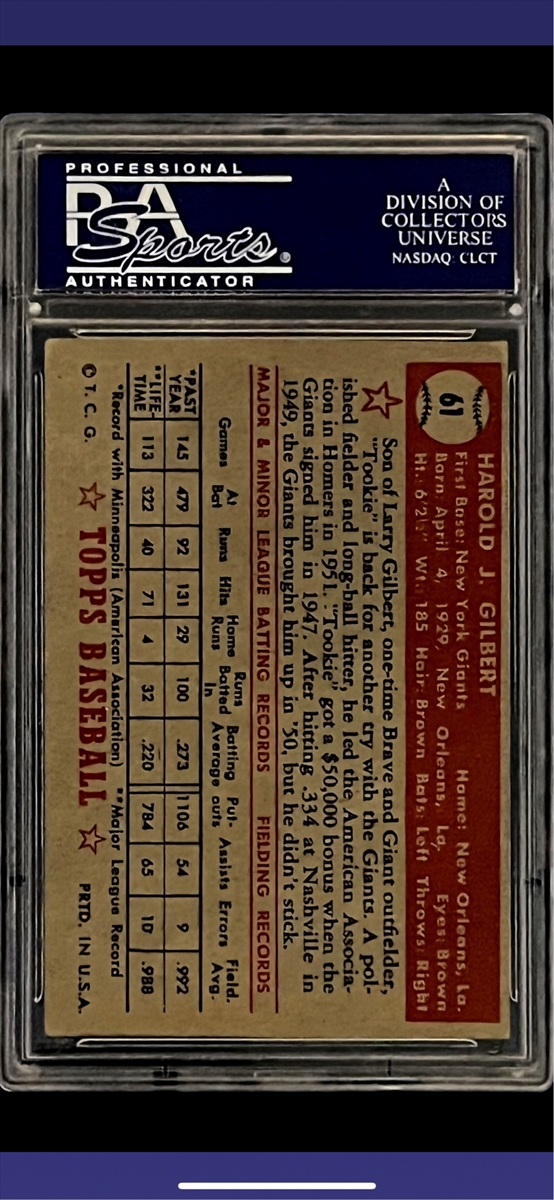 PROFESSIONAL
PSA
Sports®
AUTHENTICATOR
A
DIVISION OF
COLLECTORS
UNIVERSE
NASDAQ: CLCT
61
HAROLD J. GILBERT
First Base: New York Giants Home: New Orleans, La.
Born: April 4, 1929, New Orleans, La. Eyes: Brown
Ht.: 6'2½" Wt.: 185 Hair: Brown Bats: Left Throws: Right
Son of Larry Gilbert, one-time Brave and Giant outfielder,
"Tookie" is back for another try with the Giants. A pol-
ished fielder and long-ball hitter, he led the American Associa-
tion in Homers in 1951. "Tookie" got a $50,000 bonus when the
Giants signed him in 1947. After hitting .334 at Nashville in
1949, the Giants brought him up in '50, but he didn't stick.
MAJOR & MINOR LEAGUE BATTING RECORDS FIELDING RECORDS
Games At Bat Runs Hits Home Runs Runs Batted In Batting Average Put-outs Assists Errors Field. Avg.
*PAST YEAR 145 479 92 131 29 100 .273 1106 54 9 .992
**LIFE-TIME 113 322 40 71 4 32 .220 784 65 10 .988
*Record with Minneapolis (American Association) **Major League Record
© T. C. G. ☆ TOPPS BASEBALL ☆ PRTD. IN U.S.A.